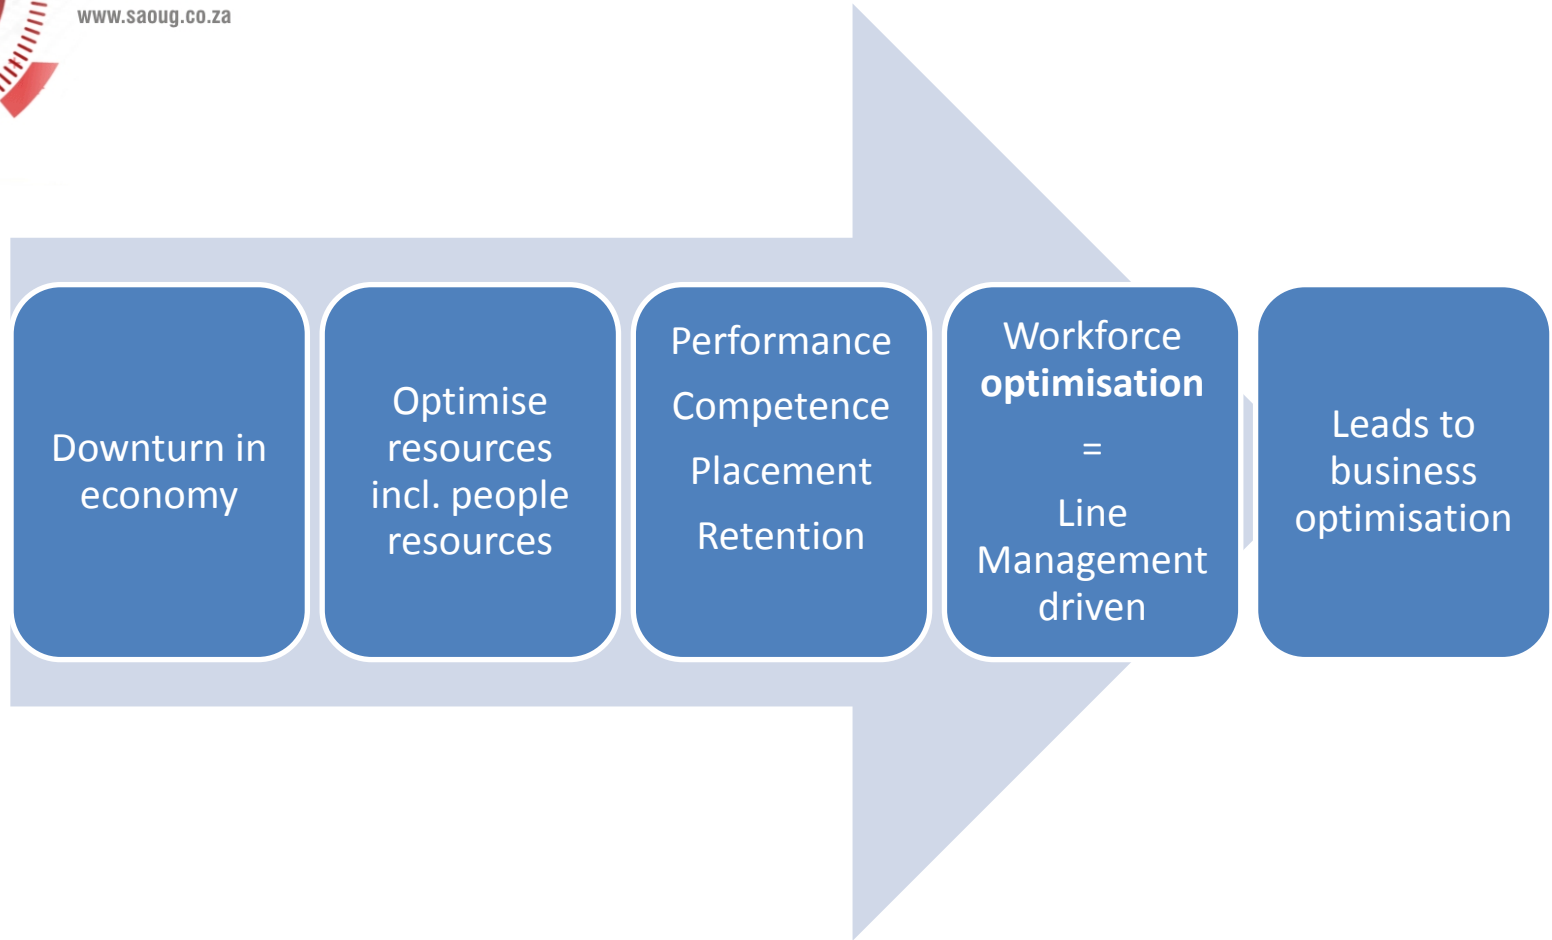 www.saoug.co.za
Downturn in
economy
Optimise
resources
incl. people
resources
Performance
Competence
Placement
Retention
Workforce
optimisation
=
Line
Management
driven
Leads to
business
optimisation